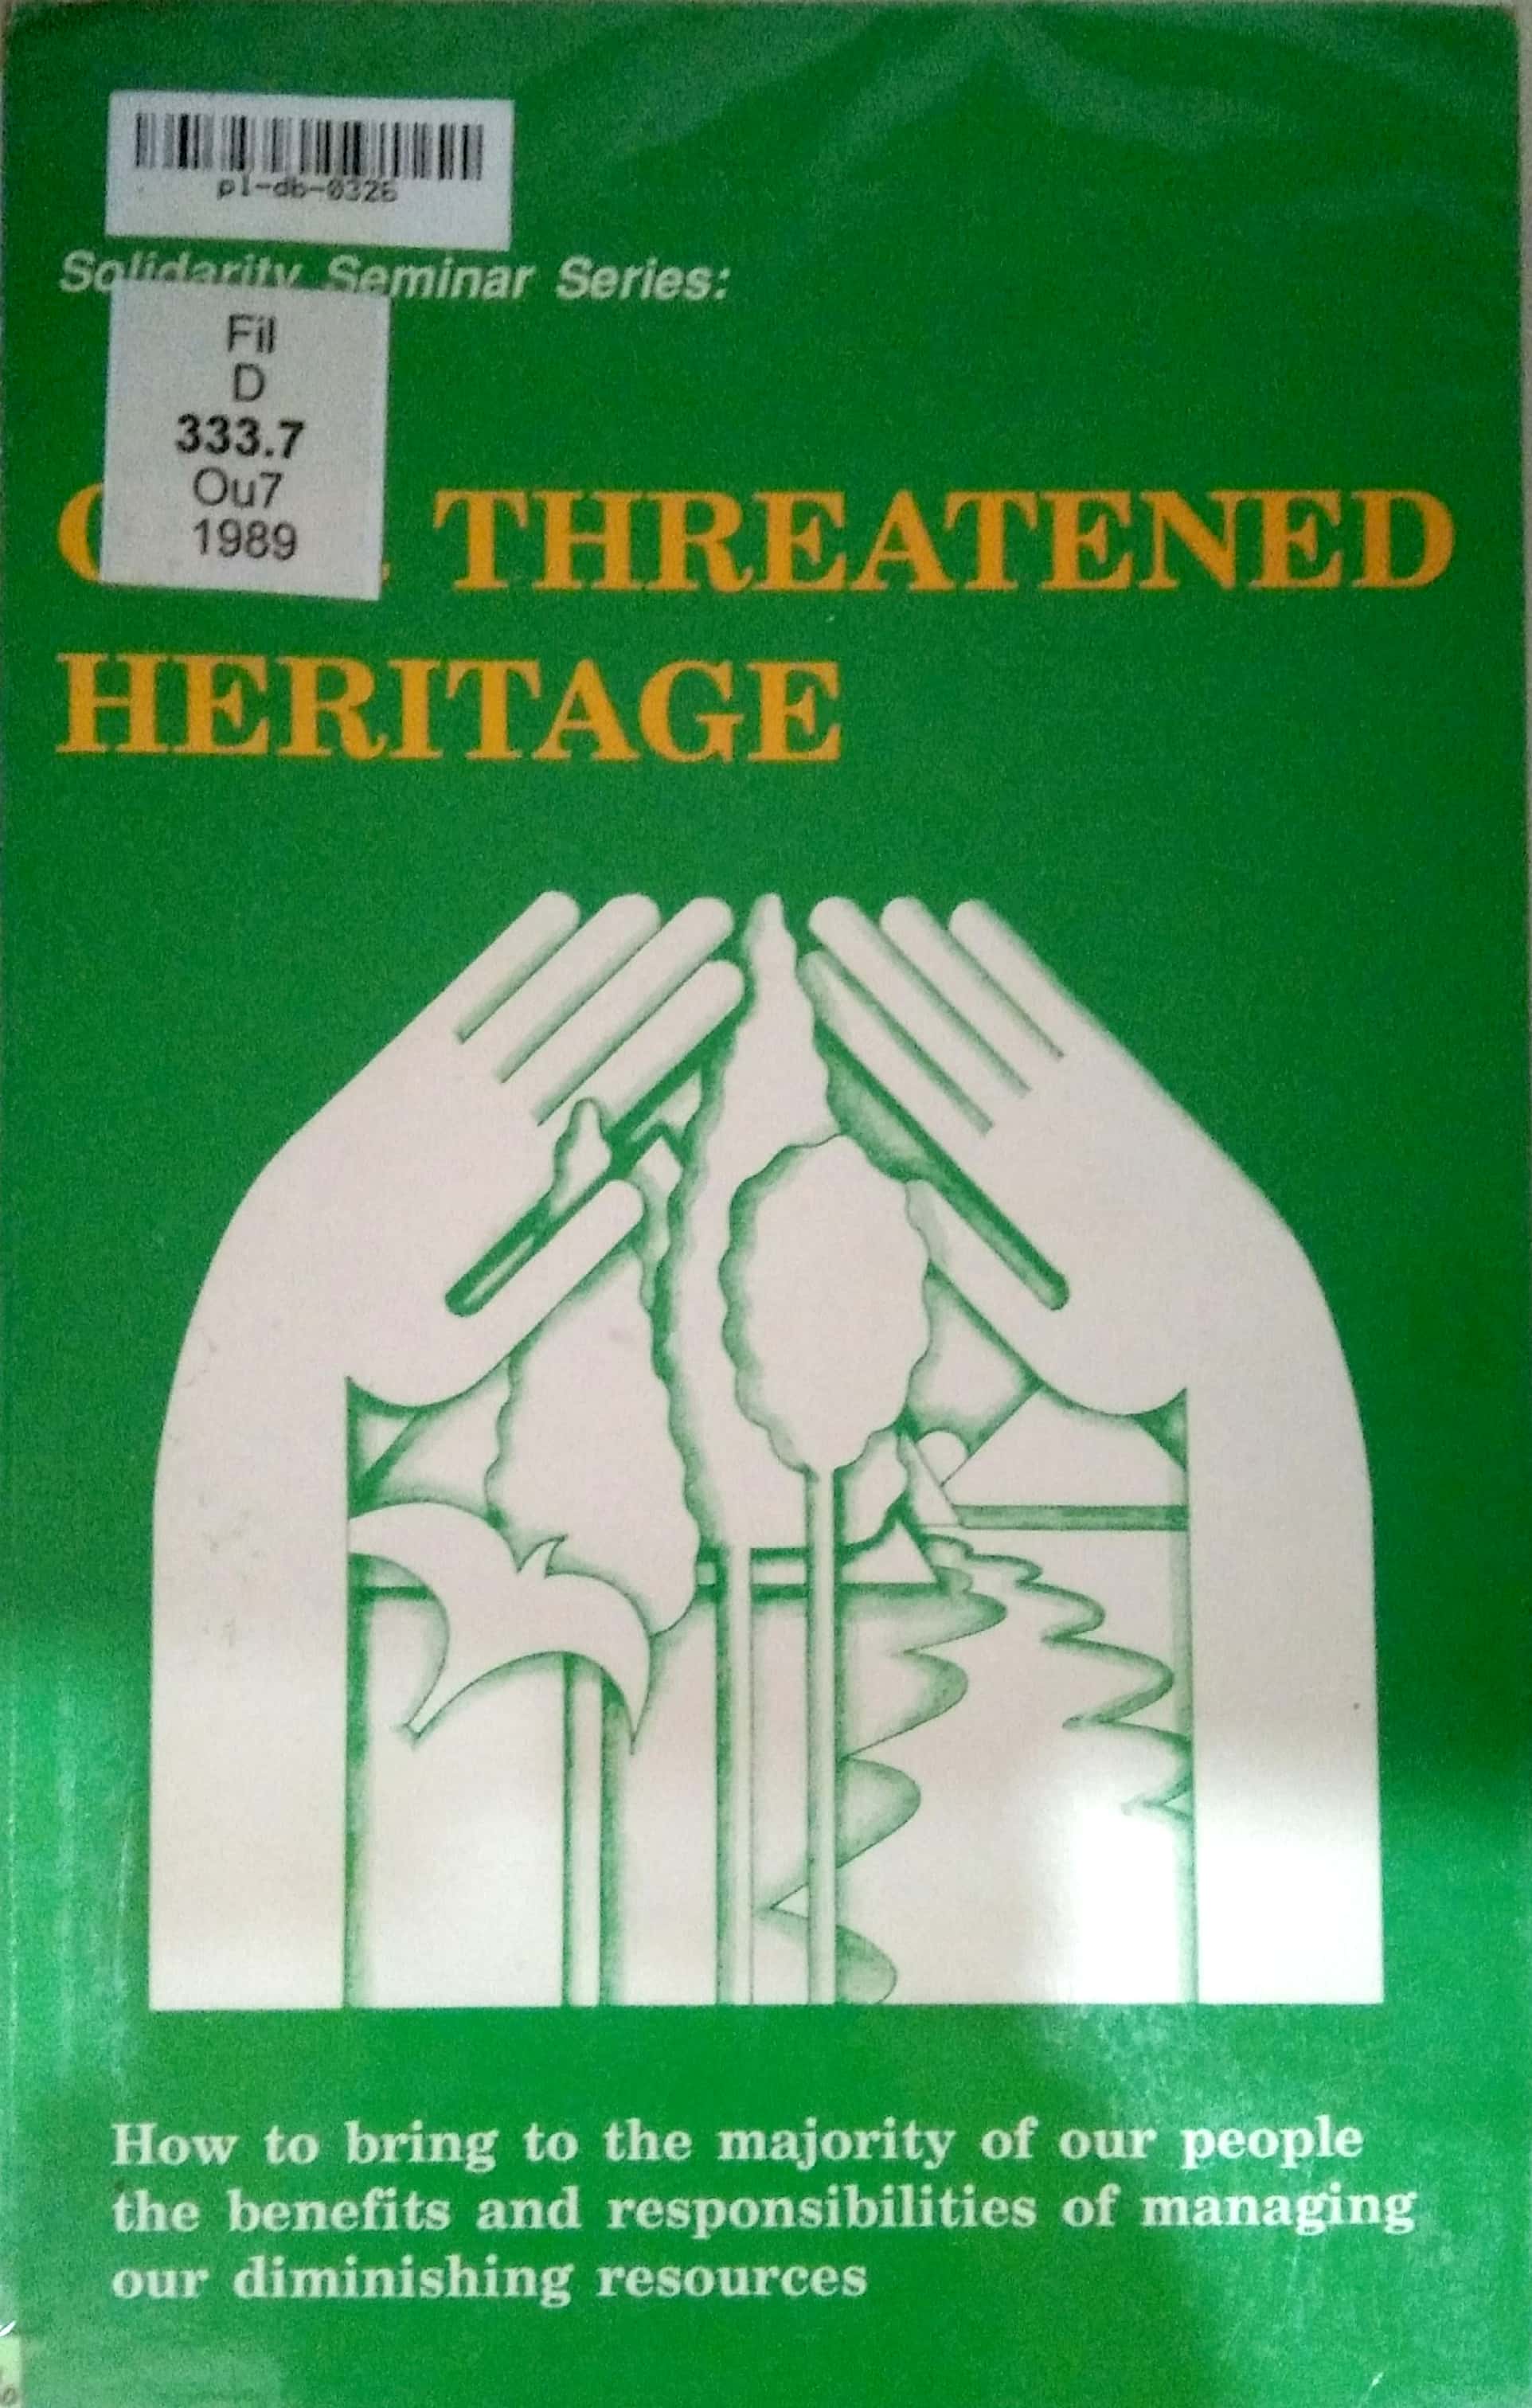 pl-db-0326
Solidarity Seminar Series:
Fil
D
333.7
Ou7
1989
THREATENED
HERITAGE
How to bring to the majority of our people
the benefits and responsibilities of managing
our diminishing resources